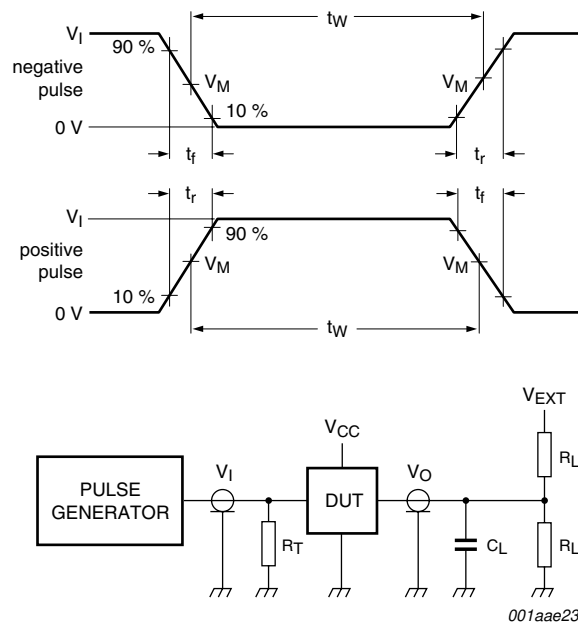 V_I
t_W
90 %
negative
pulse
V_M
V_M
10 %
0 V
t_f
t_r
t_r
t_f
V_I
90 %
positive
pulse
V_M
V_M
10 %
0 V
t_W
V_EXT
V_CC
R_L
V_I
V_O
PULSE
GENERATOR
DUT
R_T
C_L
R_L
001aae23